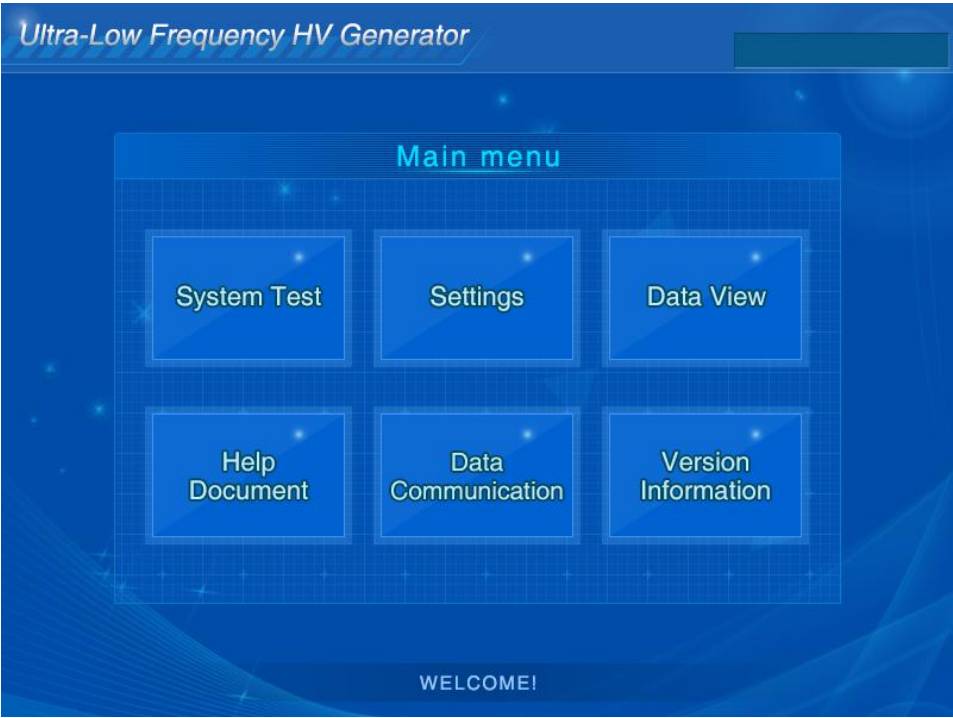 Ultra-Low Frequency HV Generator
Main menu
System Test
Settings
Data View
Help
Document
Data
Communication
Version
Information
WELCOME!